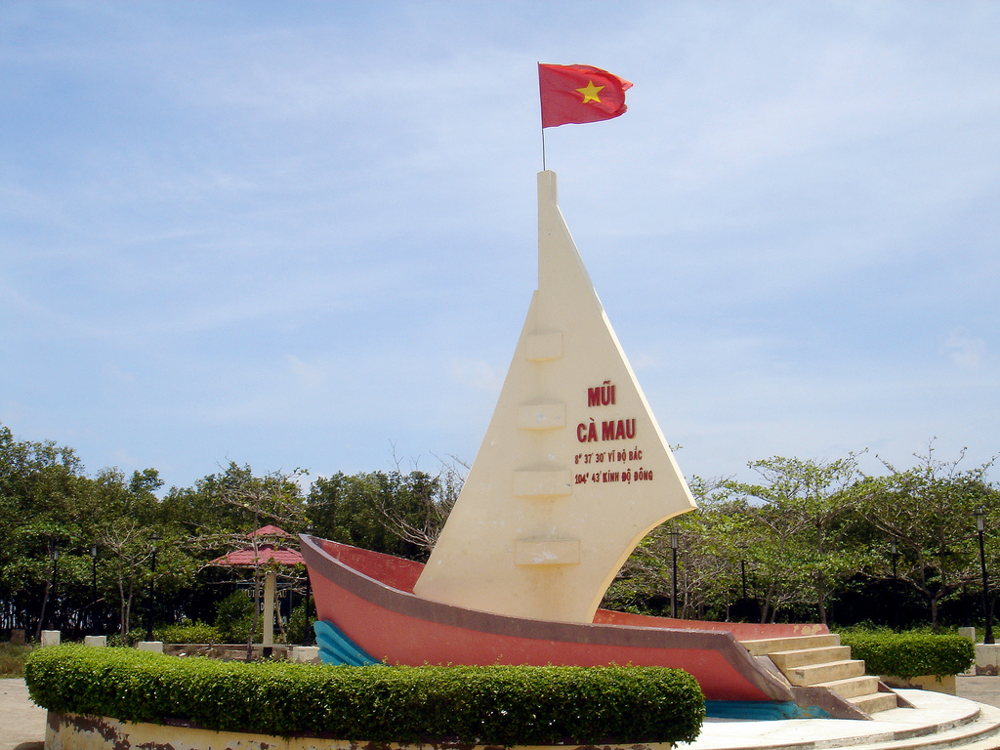 MŨI
CÀ MAU
8° 37' 30" VĨ ĐỘ BẮC
104° 43' KINH ĐỘ ĐÔNG